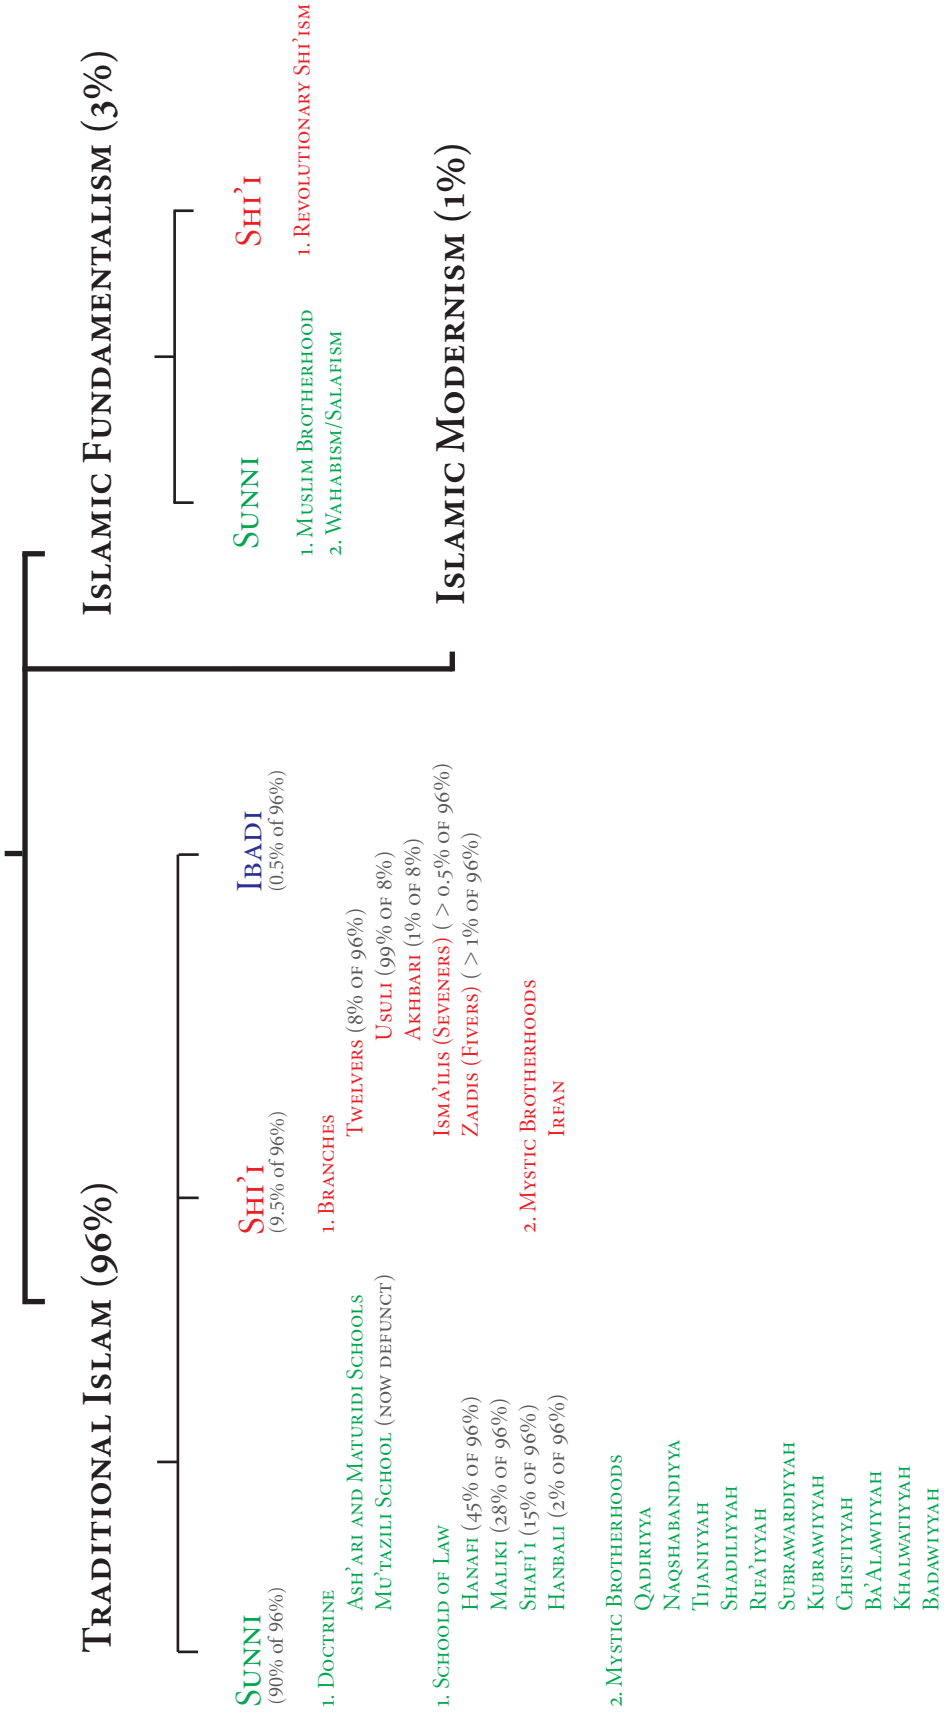 Traditional Islam (96%)
Sunni
(90% of 96%)
1. Doctrine
Ash'ari and Maturidi Schools
Mu'tazili School (now defunct)
1. Schoold of Law
Hanafi (45% of 96%)
Maliki (28% of 96%)
Shafi'i (15% of 96%)
Hanbali (2% of 96%)
2. Mystic Brotherhoods
Qadiriyya
Naqshabandiyya
Tijaniyyah
Shadiliyyah
Rifa'iyyah
Subrawardiyyah
Kubrawiyyah
Chistiyyah
Ba'Alawiyyah
Khalwatiyyah
Badawiyyah
Shi'i
(9.5% of 96%)
1. Branches
Twelvers (8% of 96%)
Usuli (99% of 8%)
Akhbari (1% of 8%)
Isma'ilis (Seveners) ( > 0.5% of 96%)
Zaidis (Fivers) ( > 1% of 96%)
2. Mystic Brotherhoods
Irfan
Ibadi
(0.5% of 96%)
Islamic Fundamentalism (3%)
Sunni
1. Muslim Brotherhood
2. Wahabism/Salafism
Shi'i
1. Revolutionary Shi'ism
Islamic Modernism (1%)